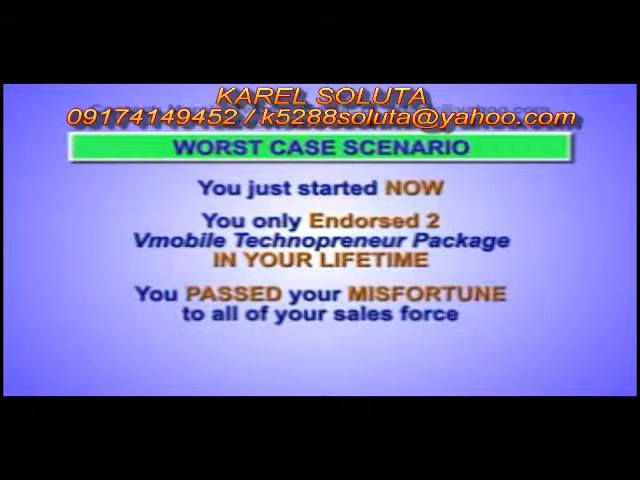 KAREL SOLUTA
09174149452 / k5288soluta@yahoo.com
WORST CASE SCENARIO
You just started NOW
You only Endorsed 2
Vmobile Technopreneur Package
IN YOUR LIFETIME
You PASSED your MISFORTUNE
to all of your sales force